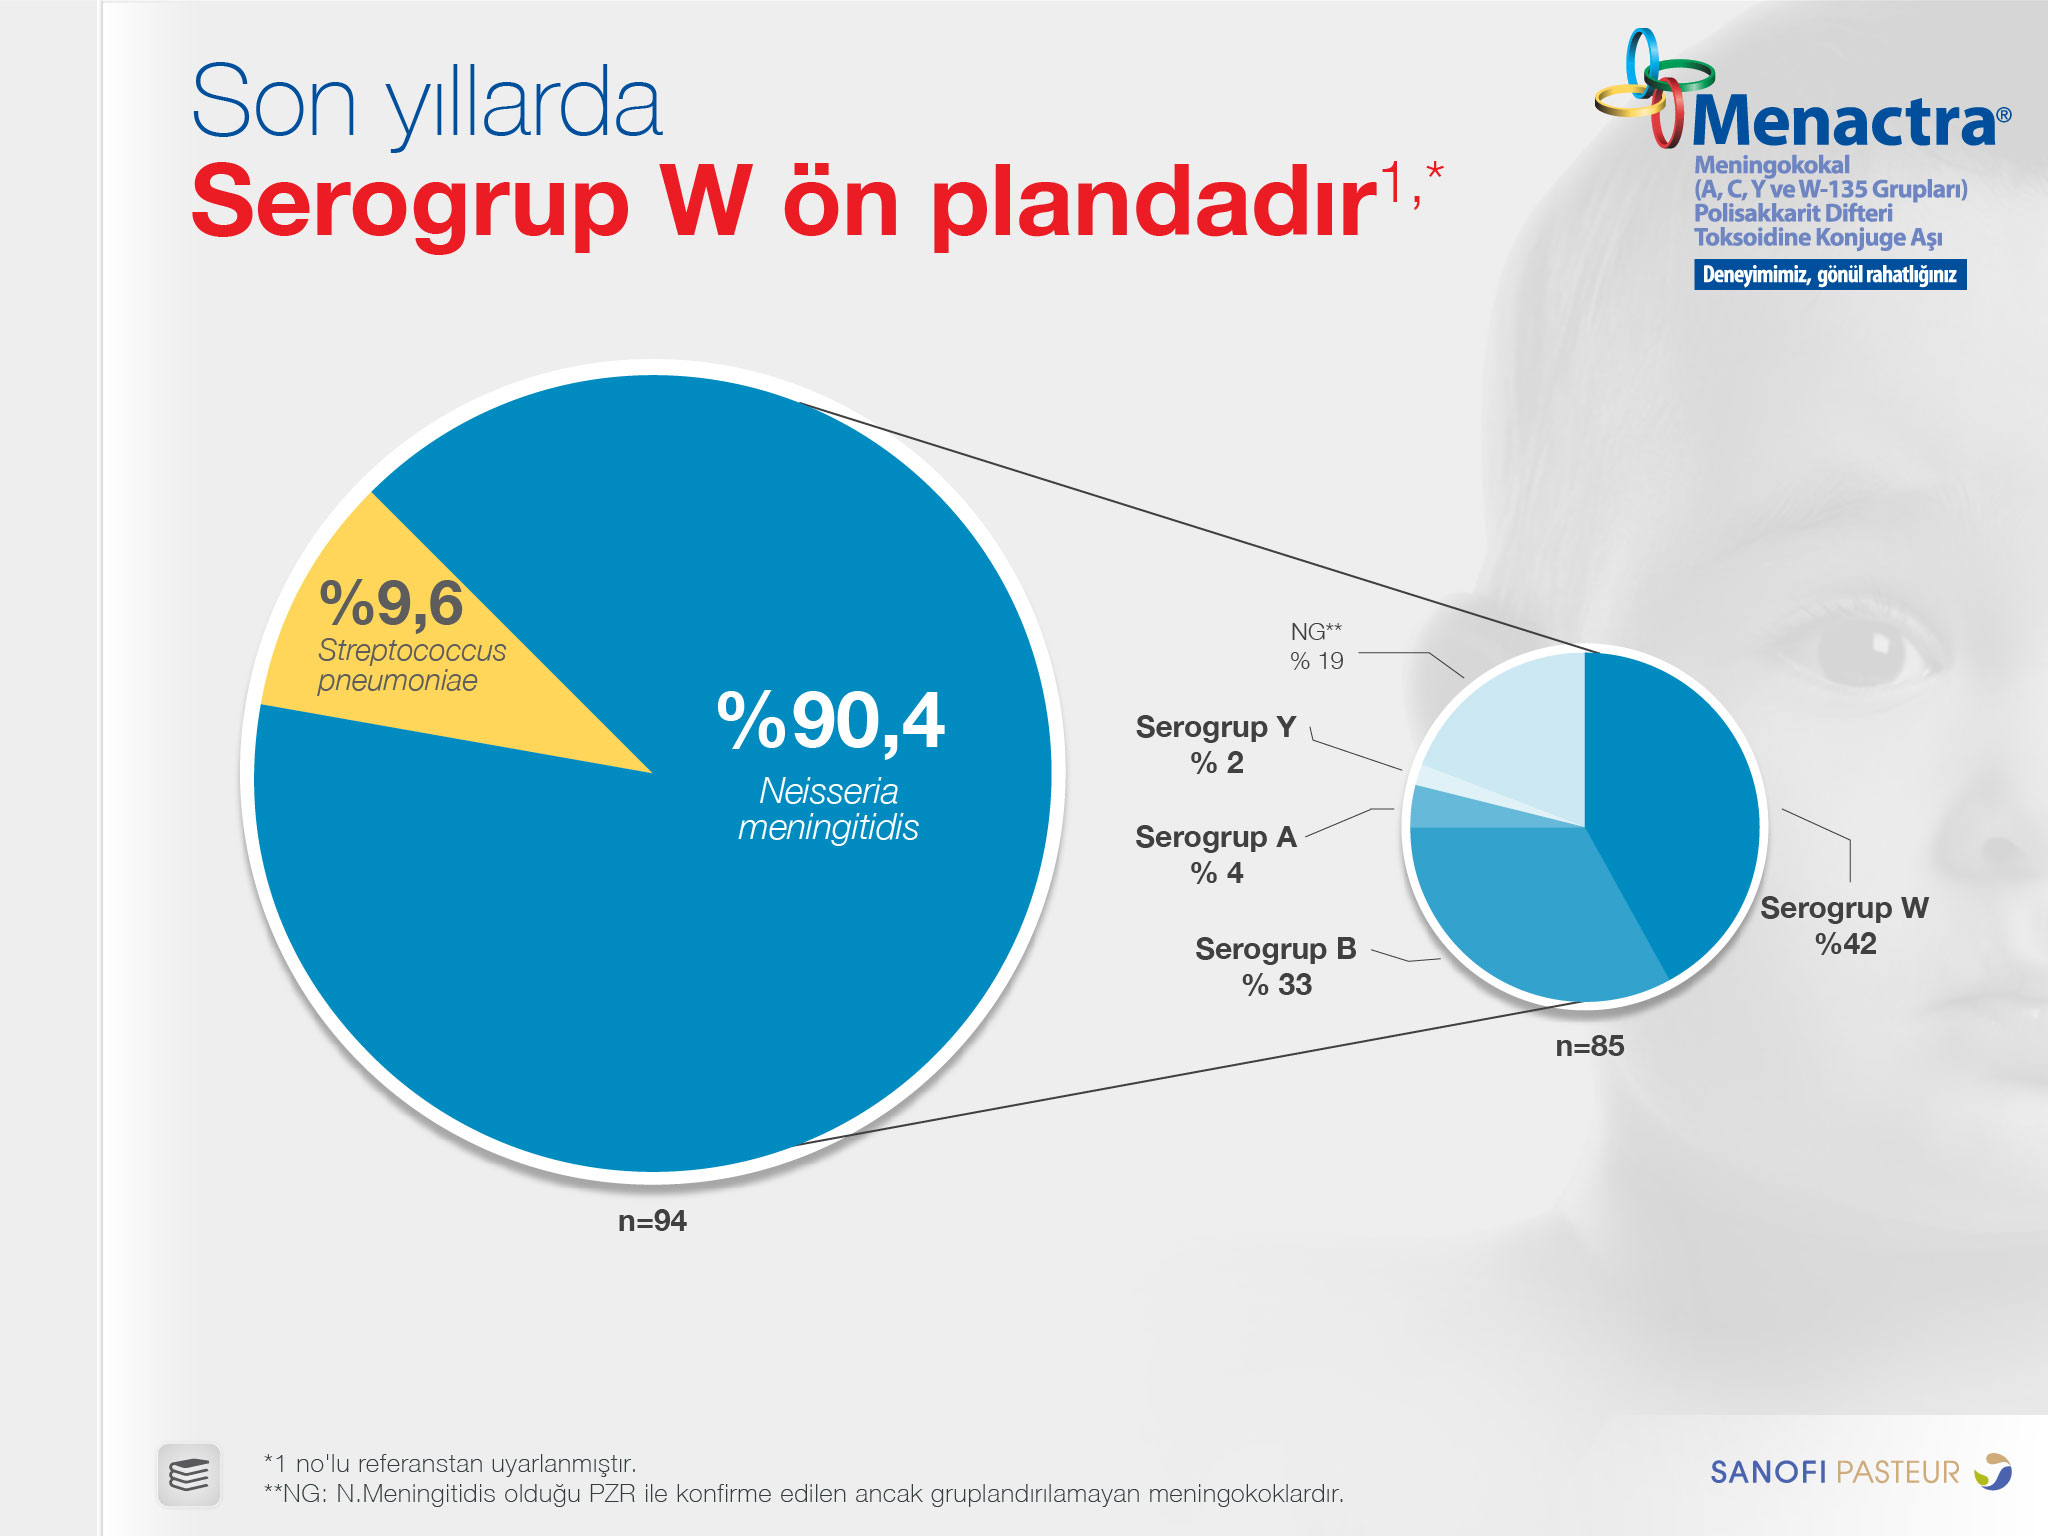 Son yıllarda
Serogrup W ön plandadır1,*
Menactra®
Meningokokal
(A, C, Y ve W-135 Grupları)
Polisakkarit Difteri
Toksoidine Konjuge Aşı
Deneyimimiz, gönül rahatlığınız
%9,6
Streptococcus
pneumoniae
%90,4
Neisseria
meningitidis
n=94
NG**
% 19
Serogrup Y
% 2
Serogrup A
% 4
Serogrup B
% 33
Serogrup W
%42
n=85
*1 no'lu referanstan uyarlanmıştır.
**NG: N.Meningitidis olduğu PZR ile konfirme edilen ancak gruplandırılamayan meningokoklardır.
SANOFI PASTEUR